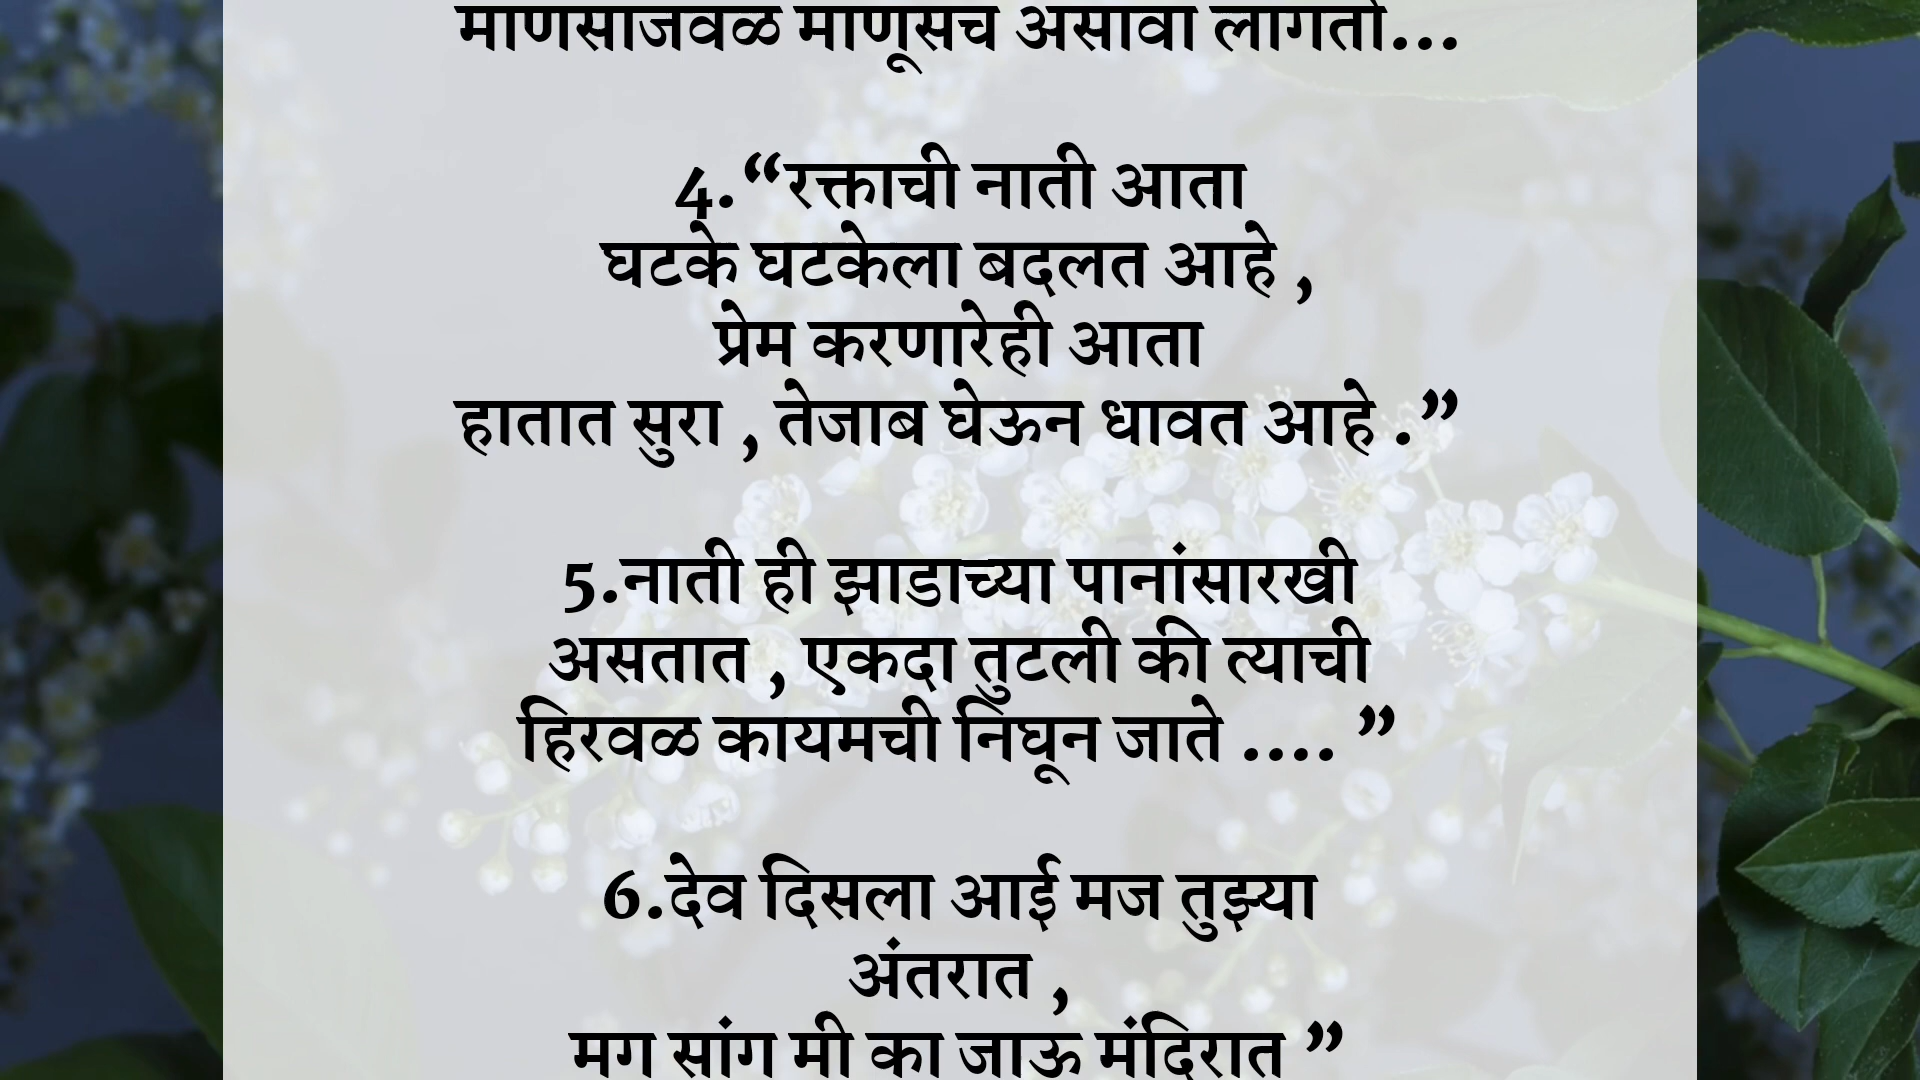 माणसाजवळ माणूसच असावा लागतो...
4.“रक्ताची नाती आता
घटके घटकेला बदलत आहे ,
प्रेम करणारेही आता
हातात सुरा , तेजाब घेऊन धावत आहे .”
5.नाती ही झाडाच्या पानांसारखी
असतात , एकदा तुटली की त्याची
हिरवळ कायमची निघून जाते .... ”
6.देव दिसला आई मज तुझ्या
अंतरात ,
मग सांग मी का जाऊ मंदिरात ”